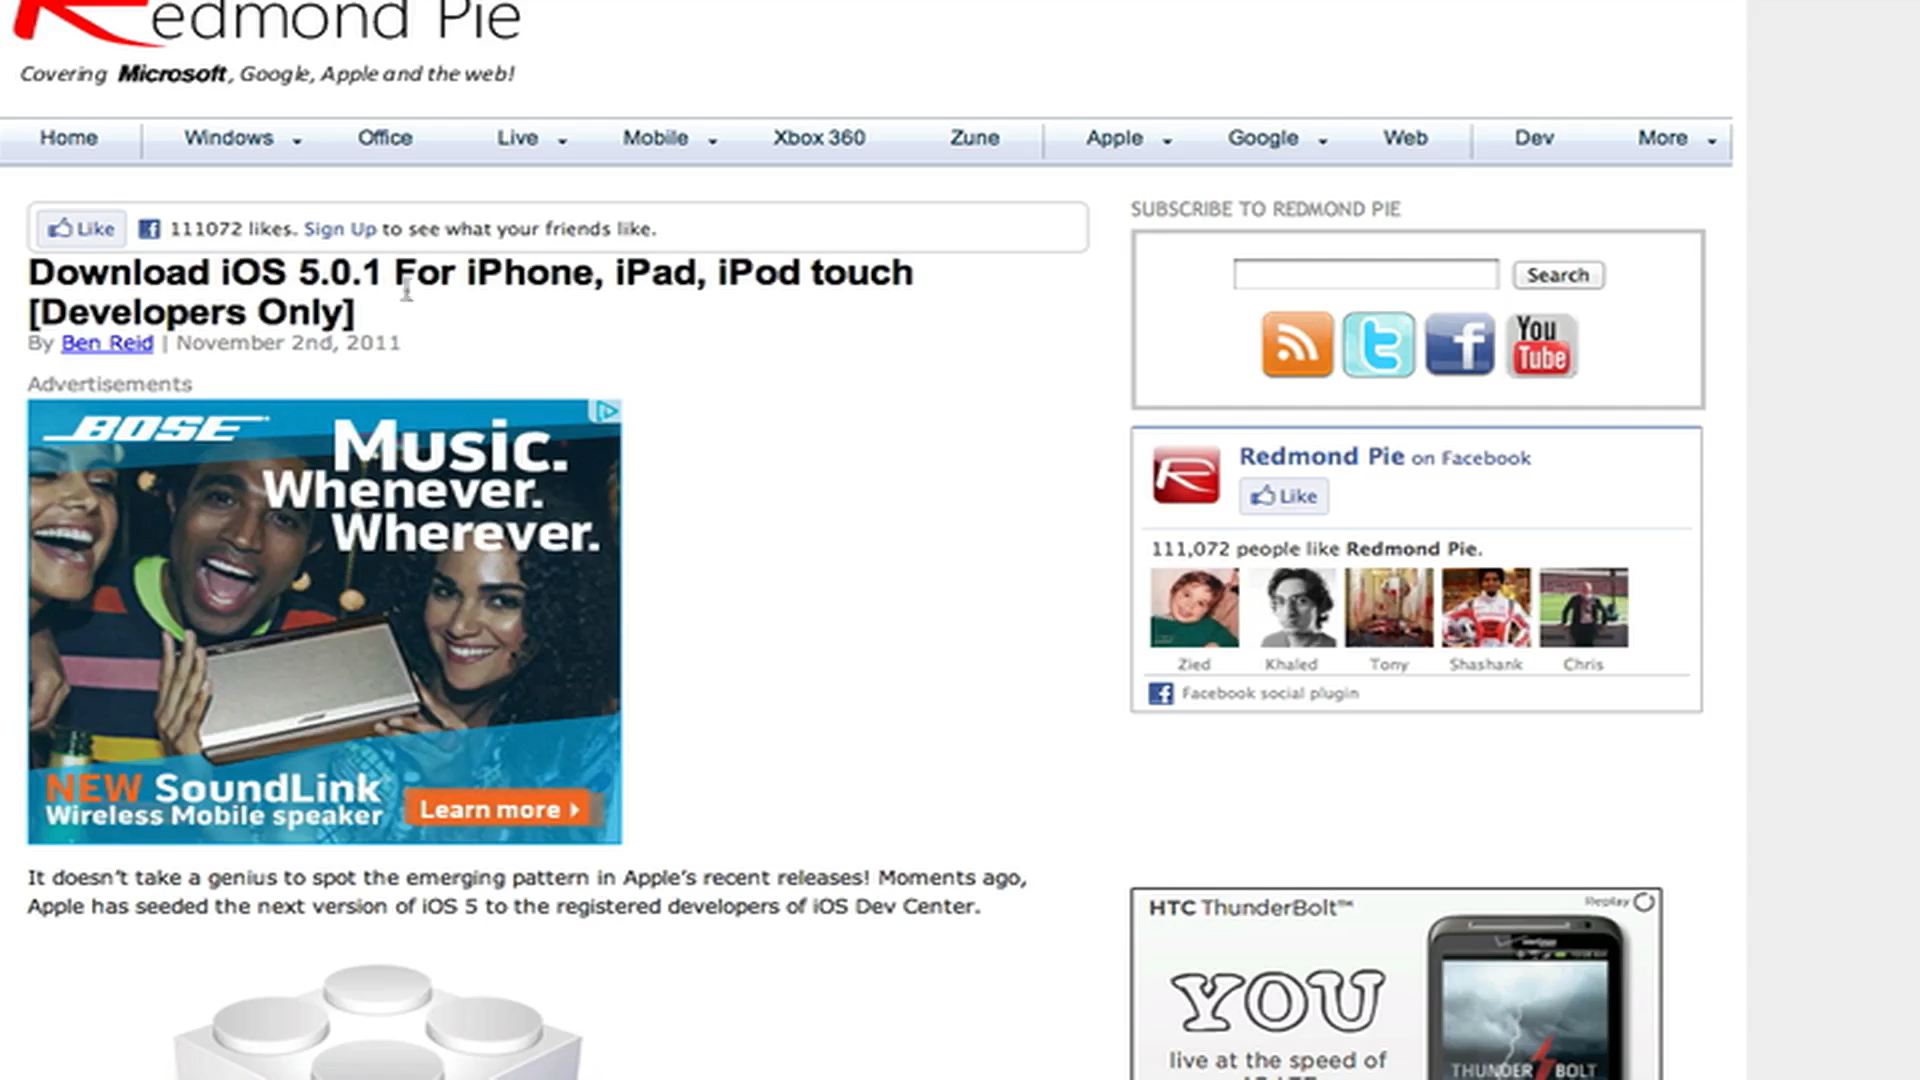 edmond Pie
Covering Microsoft, Google, Apple and the web!
Home Windows Office Live Mobile Xbox 360 Zune Apple Google Web Dev More
Like 111072 likes. Sign Up to see what your friends like.
Download iOS 5.0.1 For iPhone, iPad, iPod touch
[Developers Only]
By Ben Reid | November 2nd, 2011
Advertisements
BOSE
Music.
Whenever.
Wherever.
NEW SoundLink
Wireless Mobile speaker
Learn more
It doesn't take a genius to spot the emerging pattern in Apple's recent releases! Moments ago,
Apple has seeded the next version of iOS 5 to the registered developers of iOS Dev Center.
SUBSCRIBE TO REDMOND PIE
Search
You
Tube
Redmond Pie on Facebook
Like
111,072 people like Redmond Pie.
Zied Khaled Tony Shashank Chris
Facebook social plugin
HTC ThunderBolt™
Replay
YOU
live at the speed of
THUNDERBOLT